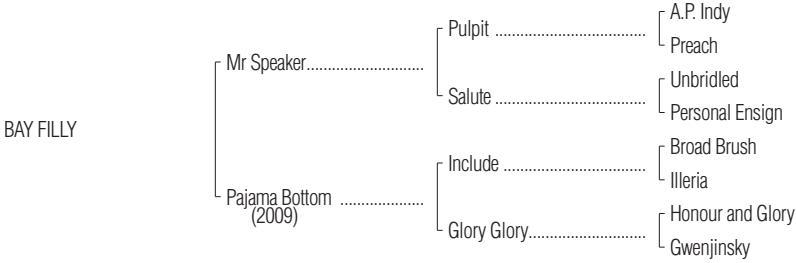 A.P. Indy
Pulpit ....................................
Preach
Mr Speaker............................
Unbridled
Salute ....................................
Personal Ensign
BAY FILLY
Broad Brush
Include ..................................
Illeria
Pajama Bottom ....................
(2009)
Honour and Glory
Glory Glory............................
Gwenjinsky